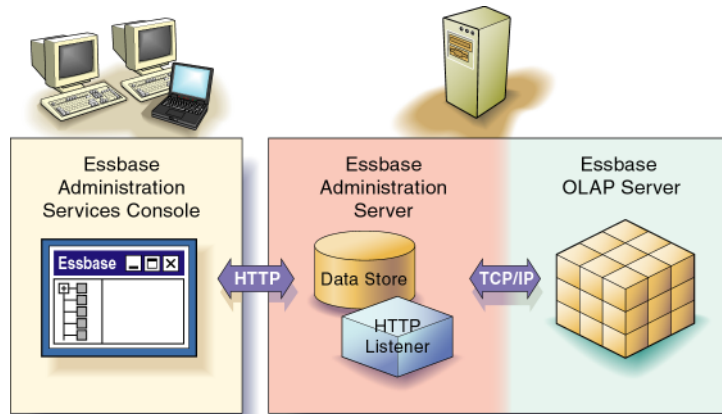 Essbase
Administration
Services Console
Essbase
HTTP
Essbase
Administration
Server
Data Store
HTTP
Listener
TCP/IP
Essbase
OLAP Server